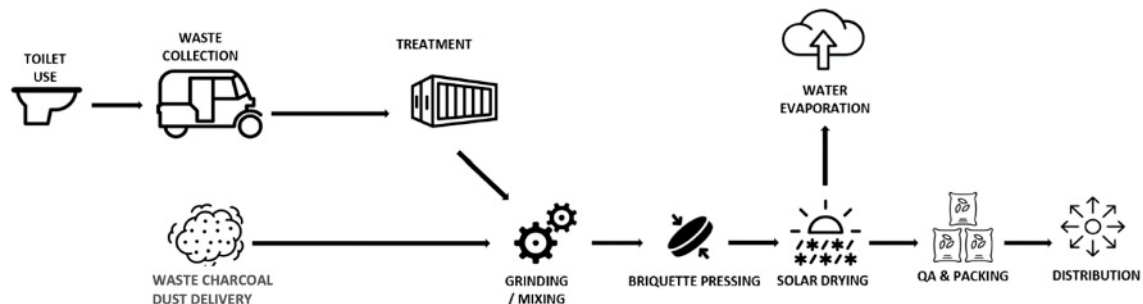 TOILET
USE
WASTE
COLLECTION
TREATMENT
WATER
EVAPORATION
WASTE CHARCOAL
DUST DELIVERY
GRINDING
/ MIXING
BRIQUETTE PRESSING
SOLAR DRYING
QA & PACKING
DISTRIBUTION